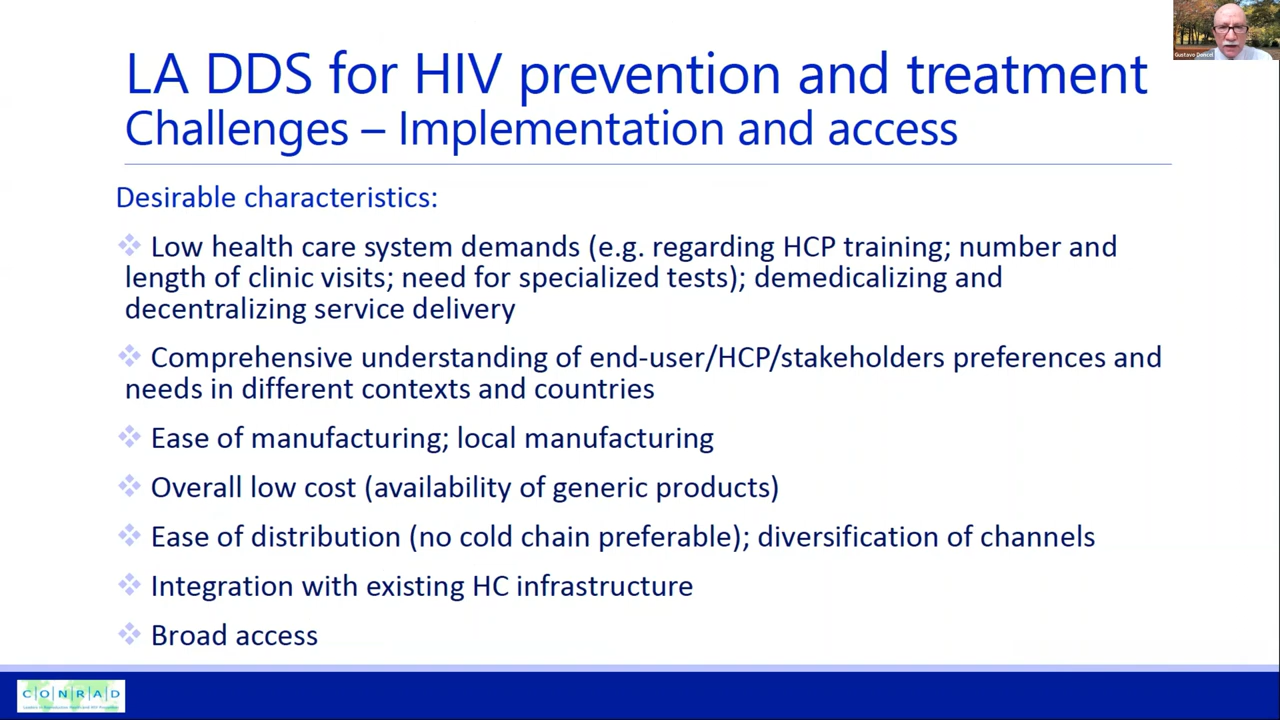 LA DDS for HIV prevention and treatment
Challenges – Implementation and access
Desirable characteristics:
Low health care system demands (e.g. regarding HCP training; number and
length of clinic visits; need for specialized tests); demedicalizing and
decentralizing service delivery
Comprehensive understanding of end-user/HCP/stakeholders preferences and
needs in different contexts and countries
Ease of manufacturing; local manufacturing
Overall low cost (availability of generic products)
Ease of distribution (no cold chain preferable); diversification of channels
Integration with existing HC infrastructure
Broad access
C|O|N|R|A|D
Gustavo